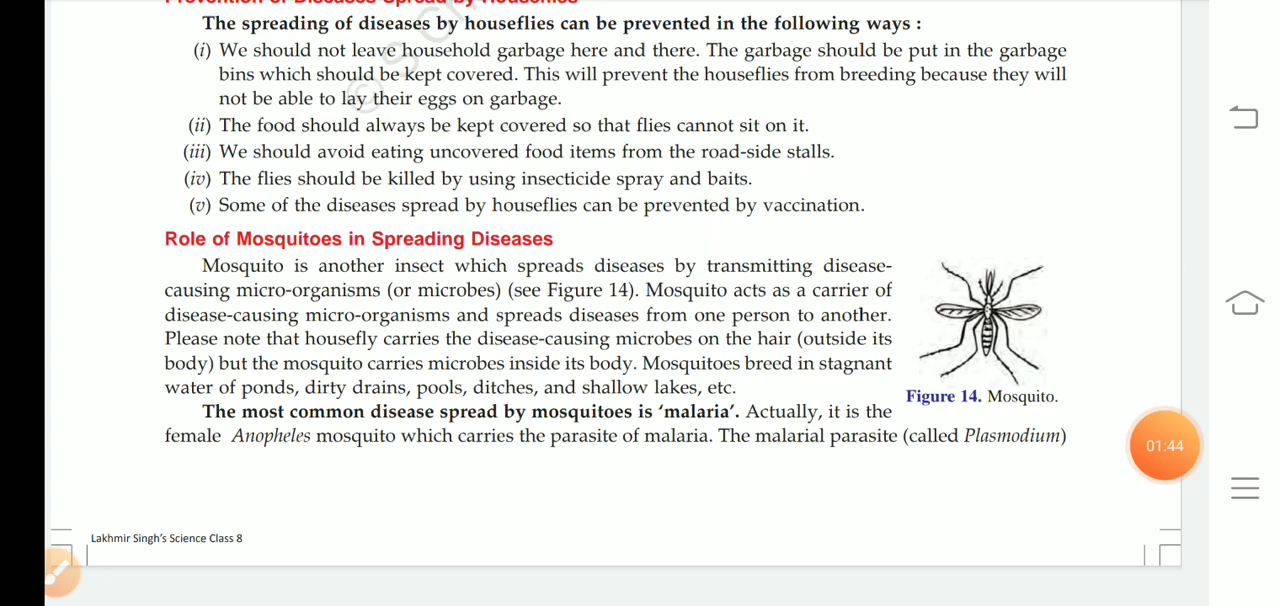 Prevention of Diseases Spread by Houseflies
The spreading of diseases by houseflies can be prevented in the following ways :
(i) We should not leave household garbage here and there. The garbage should be put in the garbage
bins which should be kept covered. This will prevent the houseflies from breeding because they will
not be able to lay their eggs on garbage.
(ii) The food should always be kept covered so that flies cannot sit on it.
(iii) We should avoid eating uncovered food items from the road-side stalls.
(iv) The flies should be killed by using insecticide spray and baits.
(v) Some of the diseases spread by houseflies can be prevented by vaccination.
Role of Mosquitoes in Spreading Diseases
Mosquito is another insect which spreads diseases by transmitting disease-
causing micro-organisms (or microbes) (see Figure 14). Mosquito acts as a carrier of
disease-causing micro-organisms and spreads diseases from one person to another.
Please note that housefly carries the disease-causing microbes on the hair (outside its
body) but the mosquito carries microbes inside its body. Mosquitoes breed in stagnant
water of ponds, dirty drains, pools, ditches, and shallow lakes, etc.
Figure 14. Mosquito.
The most common disease spread by mosquitoes is ‘malaria’. Actually, it is the
female Anopheles mosquito which carries the parasite of malaria. The malarial parasite (called Plasmodium)
01:44
Lakhmir Singh’s Science Class 8